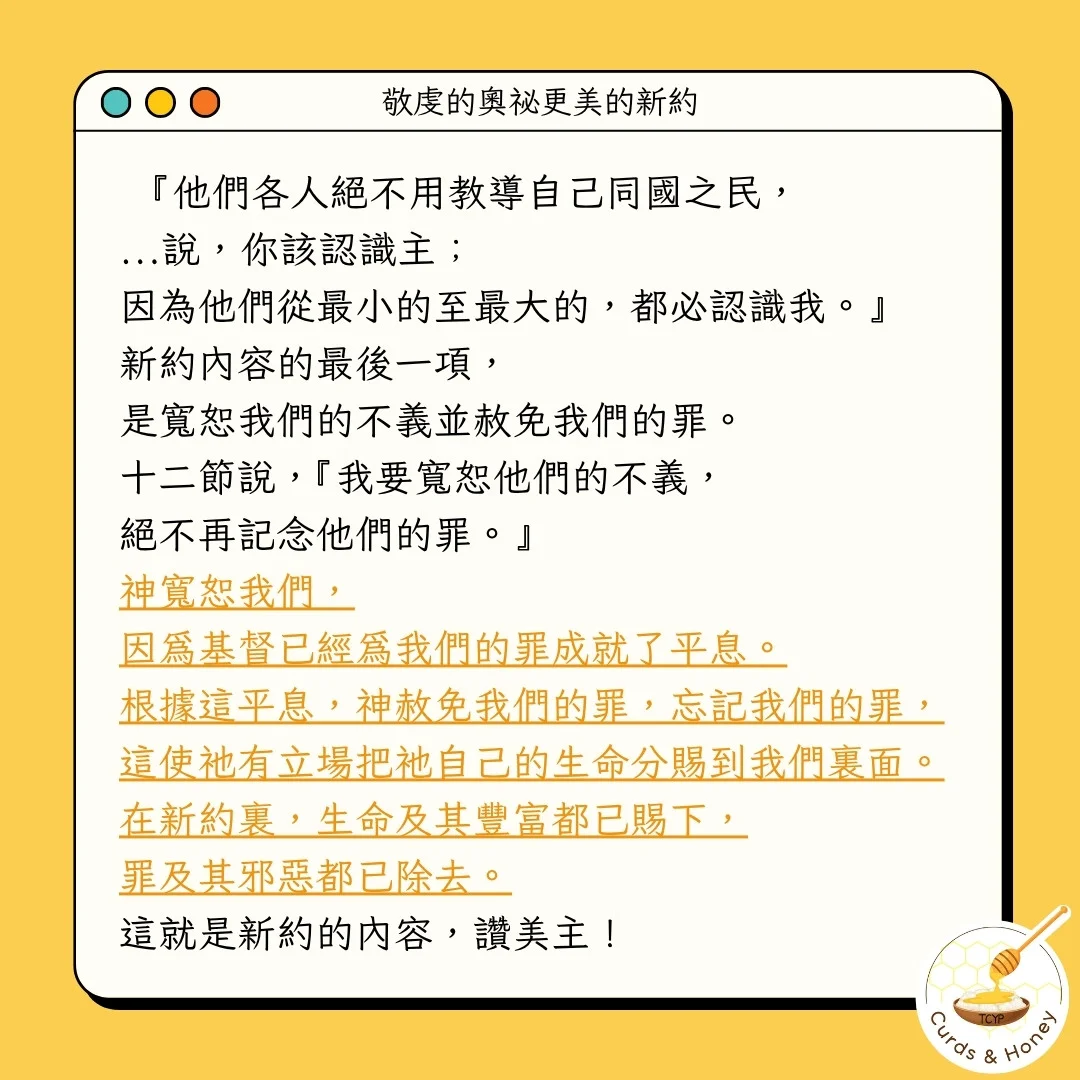 敬虔的奧祕更美的新約
『他們各人絕不用教導自己同國之民，
...說，你該認識主；
因為他們從最小的至最大的，都必認識我。』
新約內容的最後一項，
是寬恕我們的不義並赦免我們的罪。
十二節說，『我要寬恕他們的不義，
絕不再記念他們的罪。』
神寬恕我們，
因爲基督已經爲我們的罪成就了平息。
根據這平息，神赦免我們的罪，忘記我們的罪，
這使祂有立場把祂自己的生命分賜到我們裏面。
在新約裏，生命及其豐富都已賜下，
罪及其邪惡都已除去。
這就是新約的內容，讚美主！
TCYP
Curds & Honey